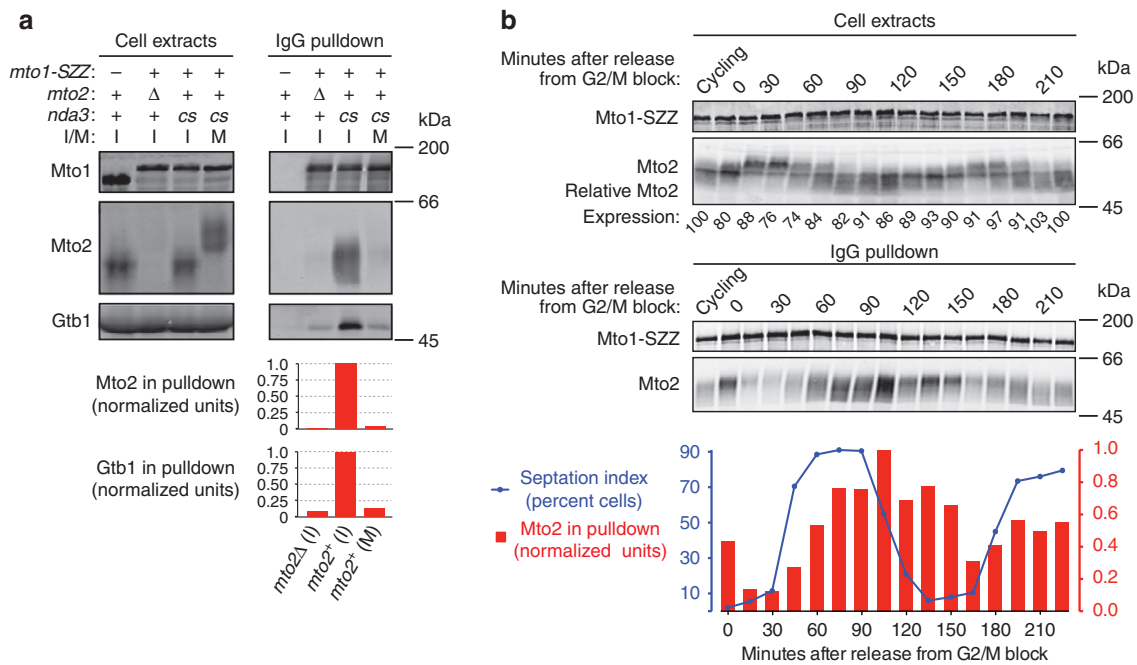 a
Cell extracts
IgG pulldown
mto1-SZZ: – + + + – + + +
mto2: + Δ + + + Δ + +
nda3: + + cs cs + + cs cs
I/M: I I I M I I I M
kDa
200
Mto1
66
Mto2
Gtb1
45
Mto2 in pulldown
(normalized units)
1.0
0.75
0.5
0.25
0
Gtb1 in pulldown
(normalized units)
1.0
0.75
0.5
0.25
0
mto2Δ (I)
mto2+ (I)
mto2+ (M)
b
Cell extracts
Minutes after release
from G2/M block:
Cycling 0 30 60 90 120 150 180 210
kDa
200
Mto1-SZZ
66
Mto2
Relative Mto2
Expression:
45
100 80 88 76 74 84 82 91 86 89 93 90 91 97 91 103 100
IgG pulldown
Minutes after release
from G2/M block:
Cycling 0 30 60 90 120 150 180 210
kDa
200
Mto1-SZZ
66
Mto2
45
Septation index
(percent cells)
Mto2 in pulldown
(normalized units)
90
70
50
30
10
1.0
0.8
0.6
0.4
0.2
0.0
0 30 60 90 120 150 180 210
Minutes after release from G2/M block